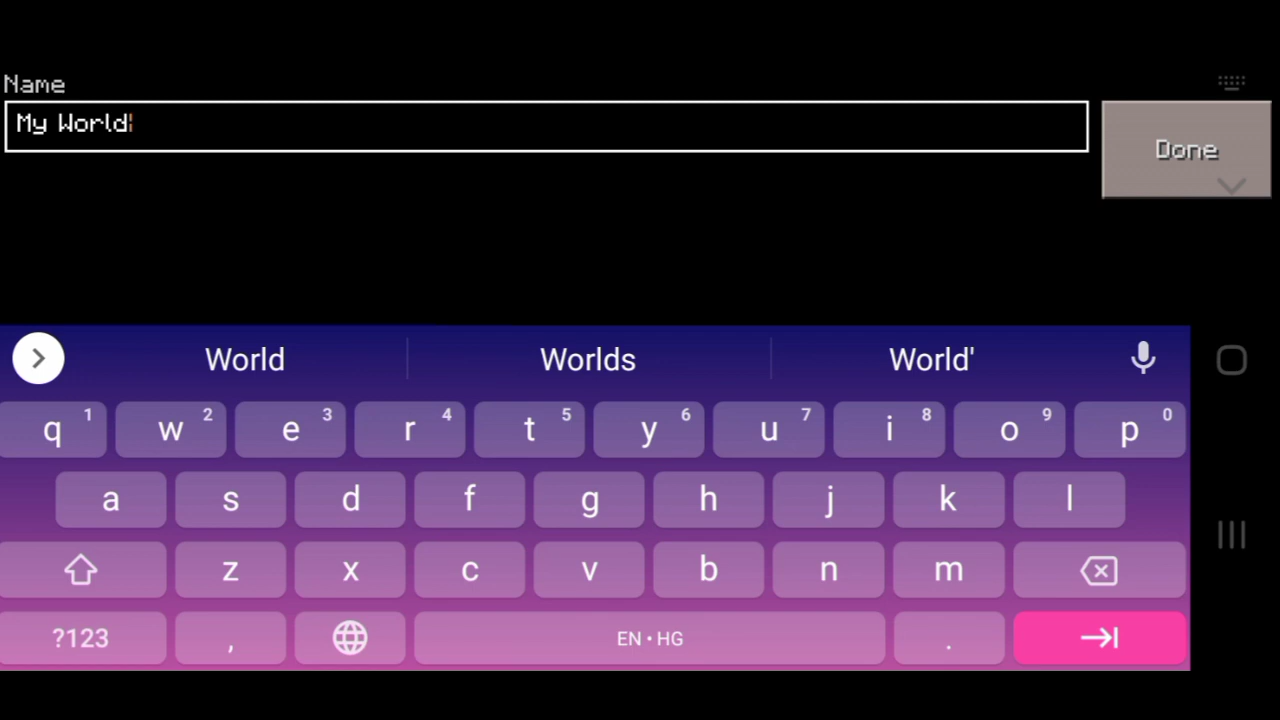 Name
My World
Done
World Worlds World'
q 1 w 2 e 3 r 4 t 5 y 6 u 7 i 8 o 9 p 0
a s d f g h j k l
z x c v b n m
?123 , EN • HG .